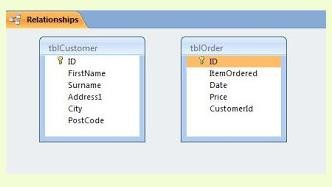 Relationships
tblCustomer
ID
FirstName
Surname
Address1
City
PostCode
tblOrder
ID
ItemOrdered
Date
Price
CustomerId